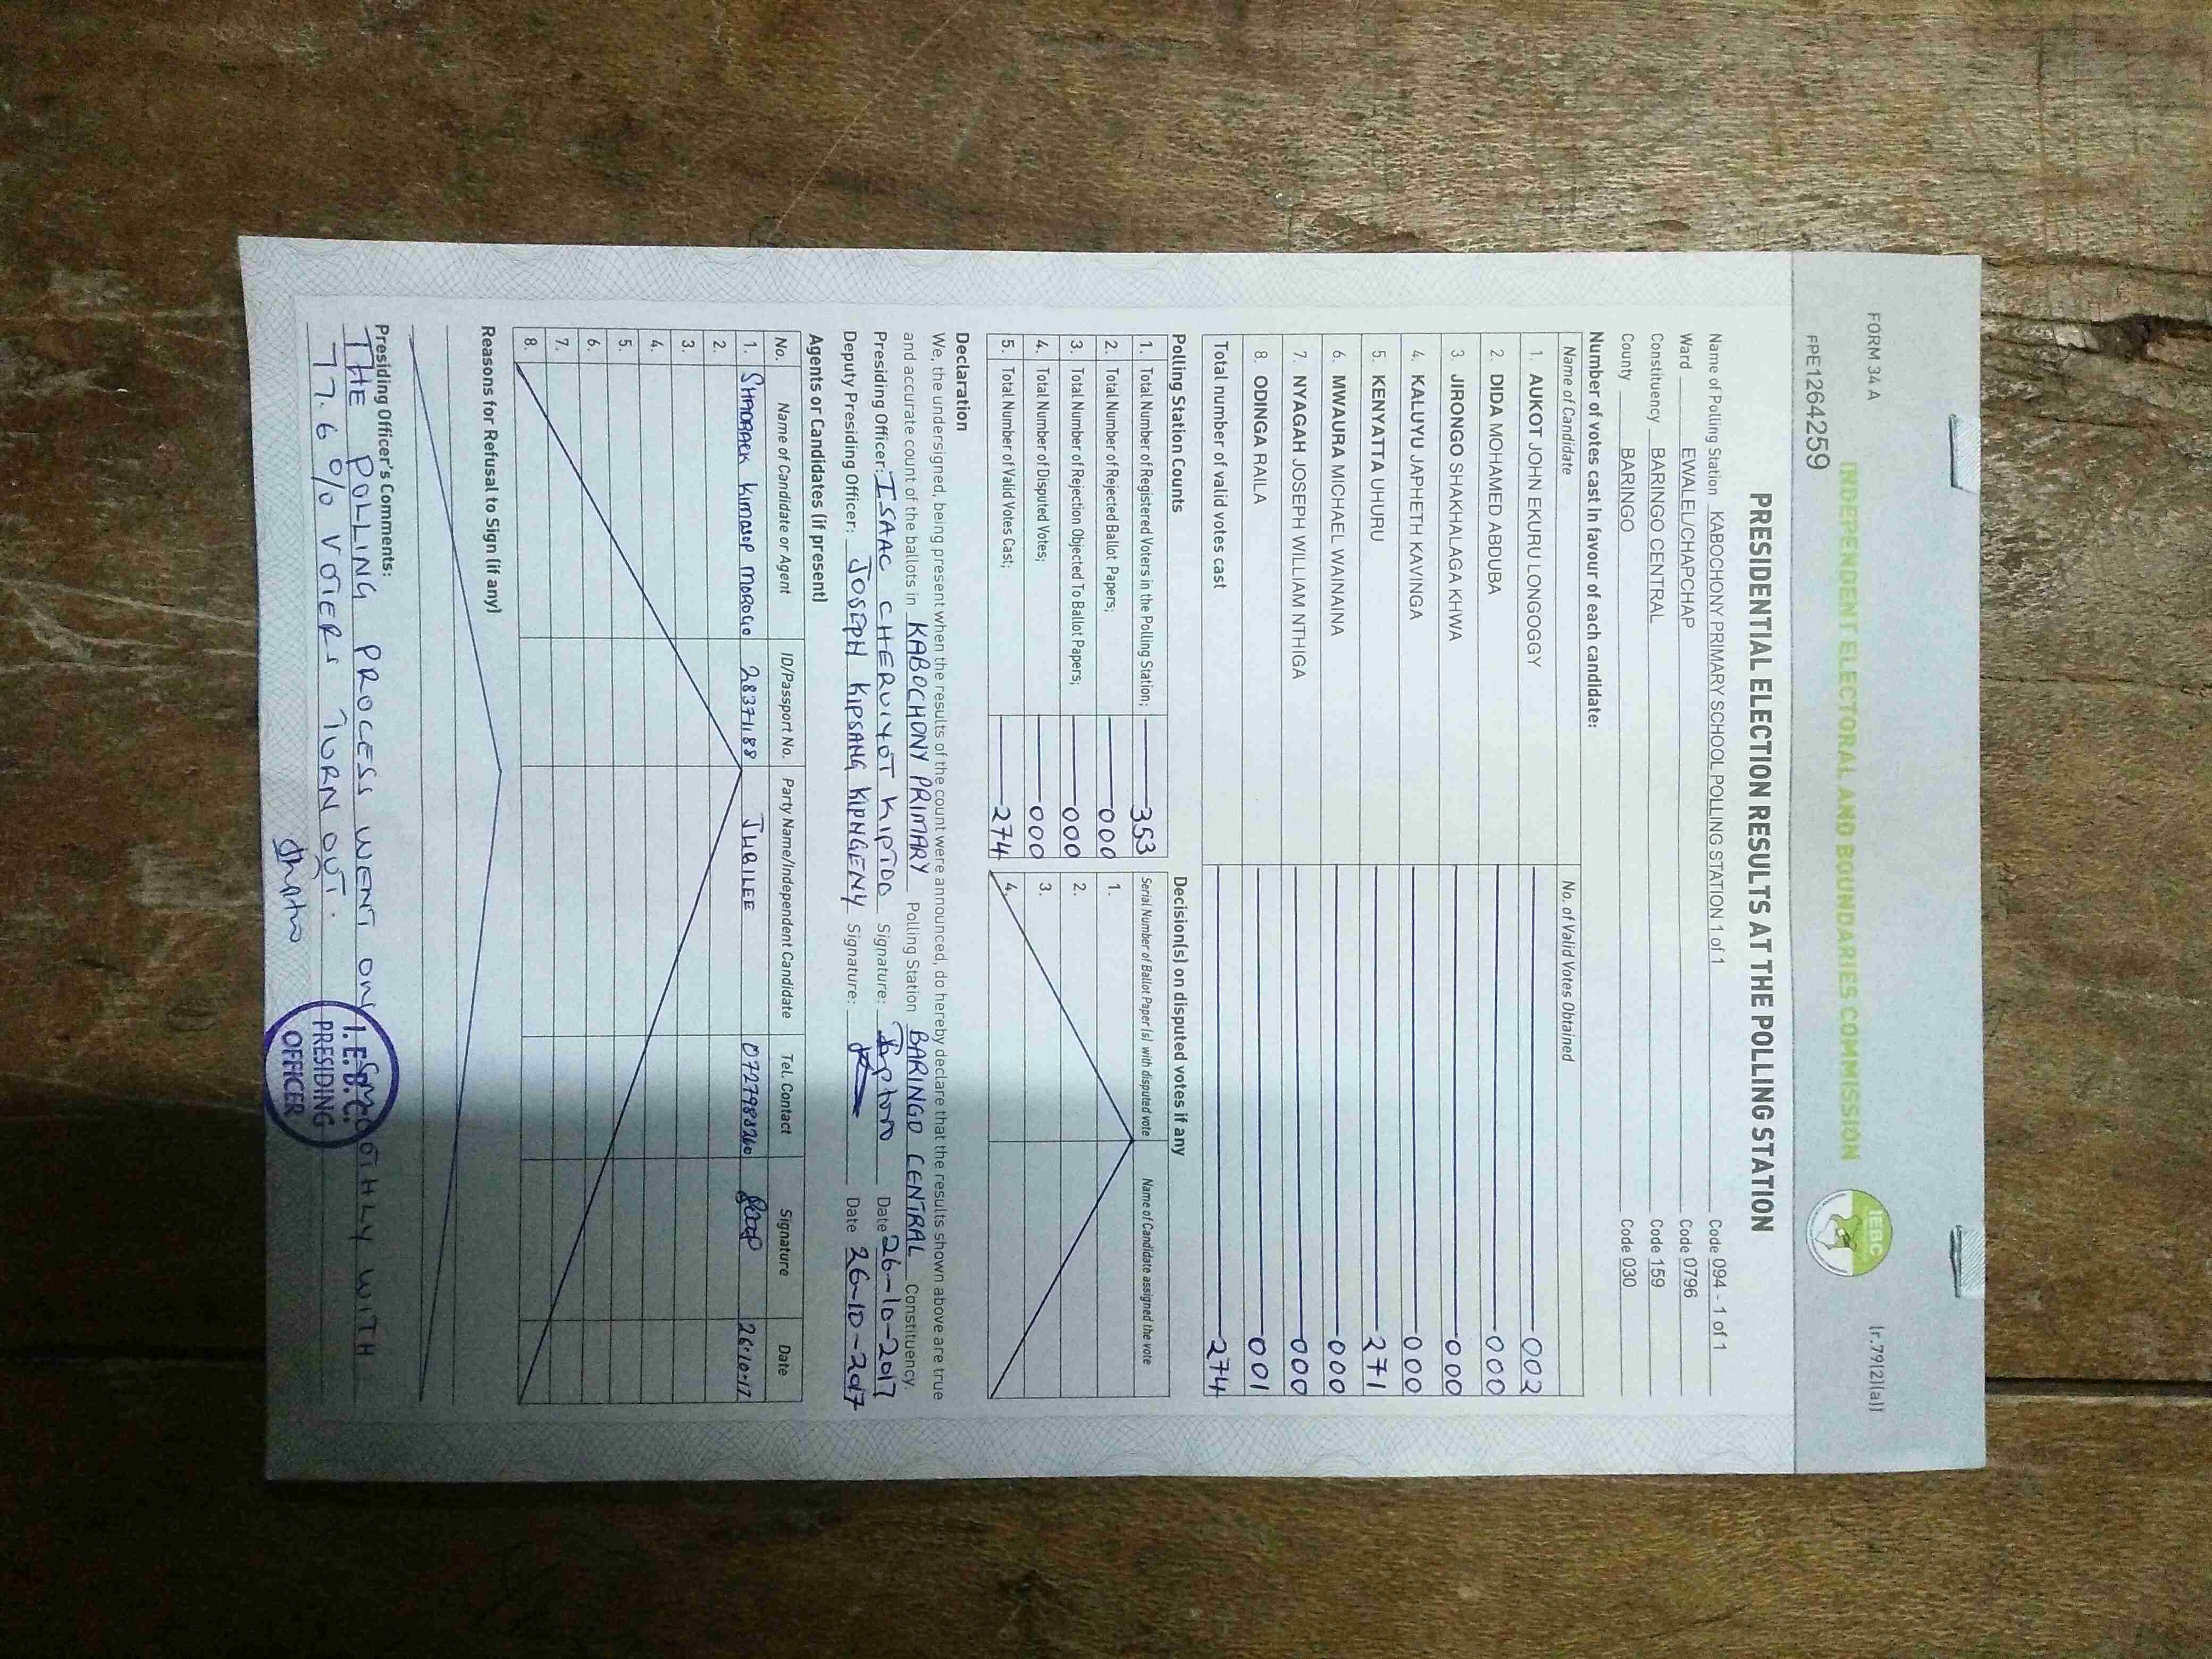 FORM 34 A
(r.79(2)(a))
INDEPENDENT ELECTORAL AND BOUNDARIES COMMISSION
IEBC
PPE1264259
PRESIDENTIAL ELECTION RESULTS AT THE POLLING STATION
Name of Polling Station KABOCHONY PRIMARY SCHOOL POLLING STATION 1 of 1 Code 094 - 1 of 1
Ward EWALEL/CHAPCHAP Code 0796
Constituency BARINGO CENTRAL Code 159
County BARINGO Code 030
Number of votes cast in favour of each candidate:
Name of Candidate No. of Valid Votes Obtained
1. AUKOT JOHN EKURU LONGOGGY 002
2. DIDA MOHAMED ABDUBA 000
3. JIRONGO SHAKHALAGA KHWA 000
4. KALUYU JAPHETH KAVINGA 000
5. KENYATTA UHURU 271
6. MWAURA MICHAEL WAINAINA 000
7. NYAGAH JOSEPH WILLIAM NTHIGA 000
8. ODINGA RAILA 001
Total number of valid votes cast 274
Polling Station Counts
1. Total Number of Registered Voters in the Polling Station; 353
2. Total Number of Rejected Ballot Papers; 000
3. Total Number of Rejection Objected To Ballot Papers; 000
4. Total Number of Disputed Votes; 000
5. Total Number of Valid Votes Cast; 274
Decision(s) on disputed votes if any
Serial Number of Ballot Paper (s) with disputed vote Name of Candidate assigned the vote
1.
2.
3.
4.
Declaration
We, the undersigned, being present when the results of the count were announced, do hereby declare that the results shown above are true
and accurate count of the ballots in KABOCHONY PRIMARY Polling Station BARINGO CENTRAL Constituency.
Presiding Officer: ISAAC CHERUIYOT KIPTOO Signature: Date 26-10-2017
Deputy Presiding Officer: JOSEPH KIPSANG KIPNGENY Signature: Date 26-10-2017
Agents or Candidates (if present)
No. Name of Candidate or Agent ID/Passport No. Party Name/Independent Candidate Tel. Contact Signature Date
1. SHADRACK KIMAIOP MOROGO 28371188 JUBILEE 0727988260 26.10.17
2.
3.
4.
5.
6.
7.
8.
Reasons for Refusal to Sign (if any)
Presiding Officer's Comments:
THE POLLING PROCESS WENT ON SMOOTHLY WITH
77.6 % VOTERS TURN OUT.
I.E.B.C.
PRESIDING
OFFICER